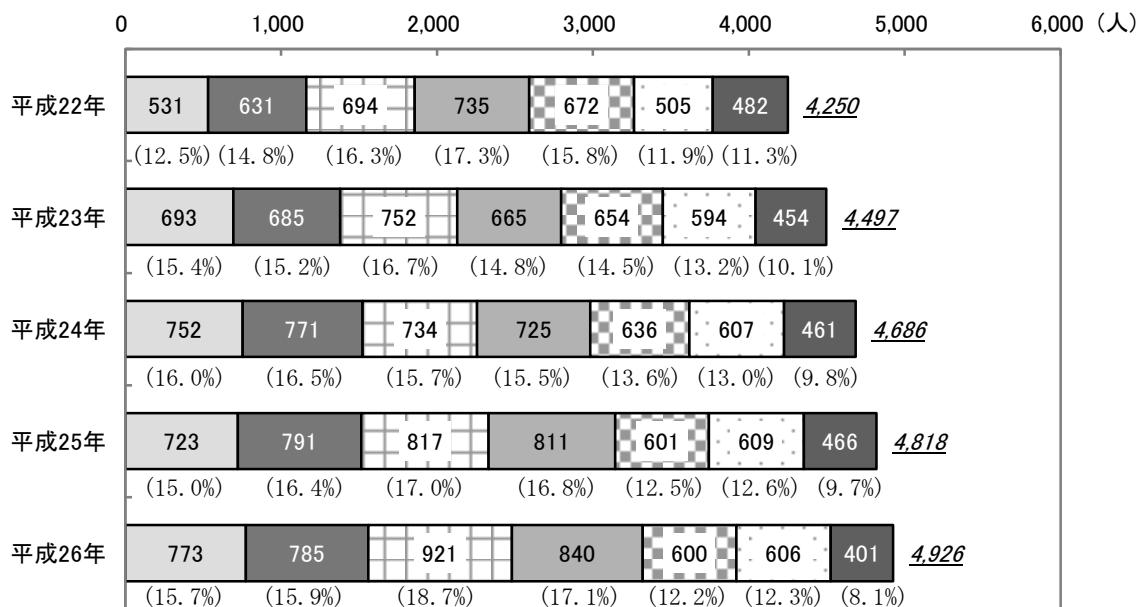 0 1,000 2,000 3,000 4,000 5,000 6,000 (人)
平成22年 531 631 694 735 672 505 482 4,250
(12.5%) (14.8%) (16.3%) (17.3%) (15.8%) (11.9%) (11.3%)
平成23年 693 685 752 665 654 594 454 4,497
(15.4%) (15.2%) (16.7%) (14.8%) (14.5%) (13.2%) (10.1%)
平成24年 752 771 734 725 636 607 461 4,686
(16.0%) (16.5%) (15.7%) (15.5%) (13.6%) (13.0%) (9.8%)
平成25年 723 791 817 811 601 609 466 4,818
(15.0%) (16.4%) (17.0%) (16.8%) (12.5%) (12.6%) (9.7%)
平成26年 773 785 921 840 600 606 401 4,926
(15.7%) (15.9%) (18.7%) (17.1%) (12.2%) (12.3%) (8.1%)